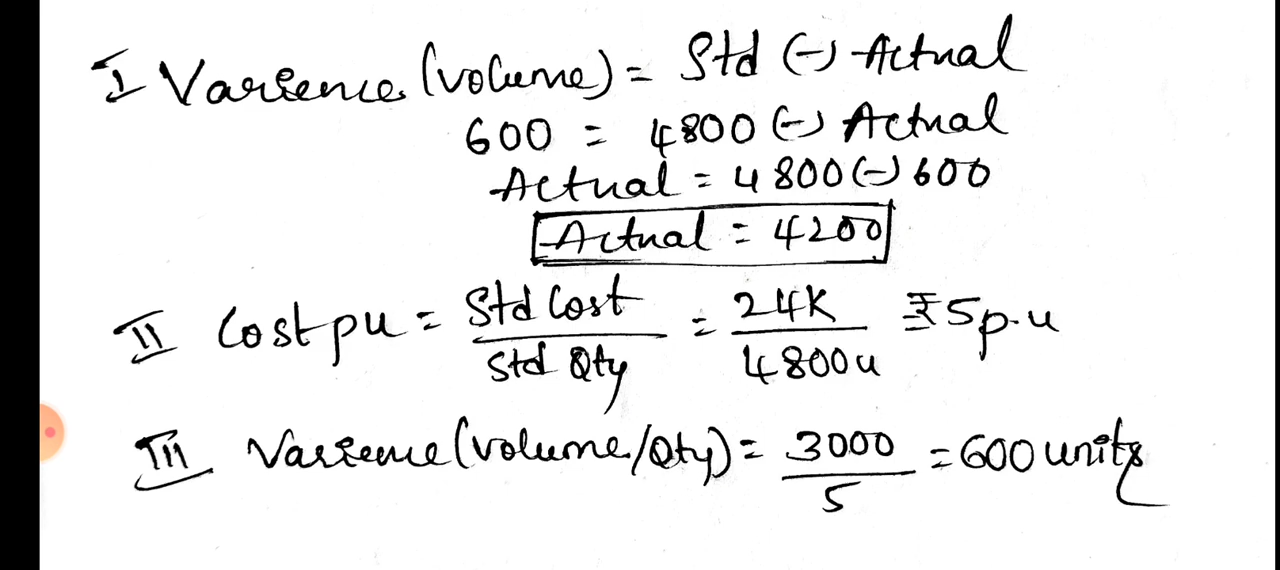 I Varience (volume) = Std (-) Actual
600 = 4800 (-) Actual
Actual = 4800 (-) 600
Actual = 4200
II Cost pu = Std Cost / Std Qty = 24K / 4800u ₹5 p.u
III Varience (volume/Qty) = 3000 / 5 = 600 units